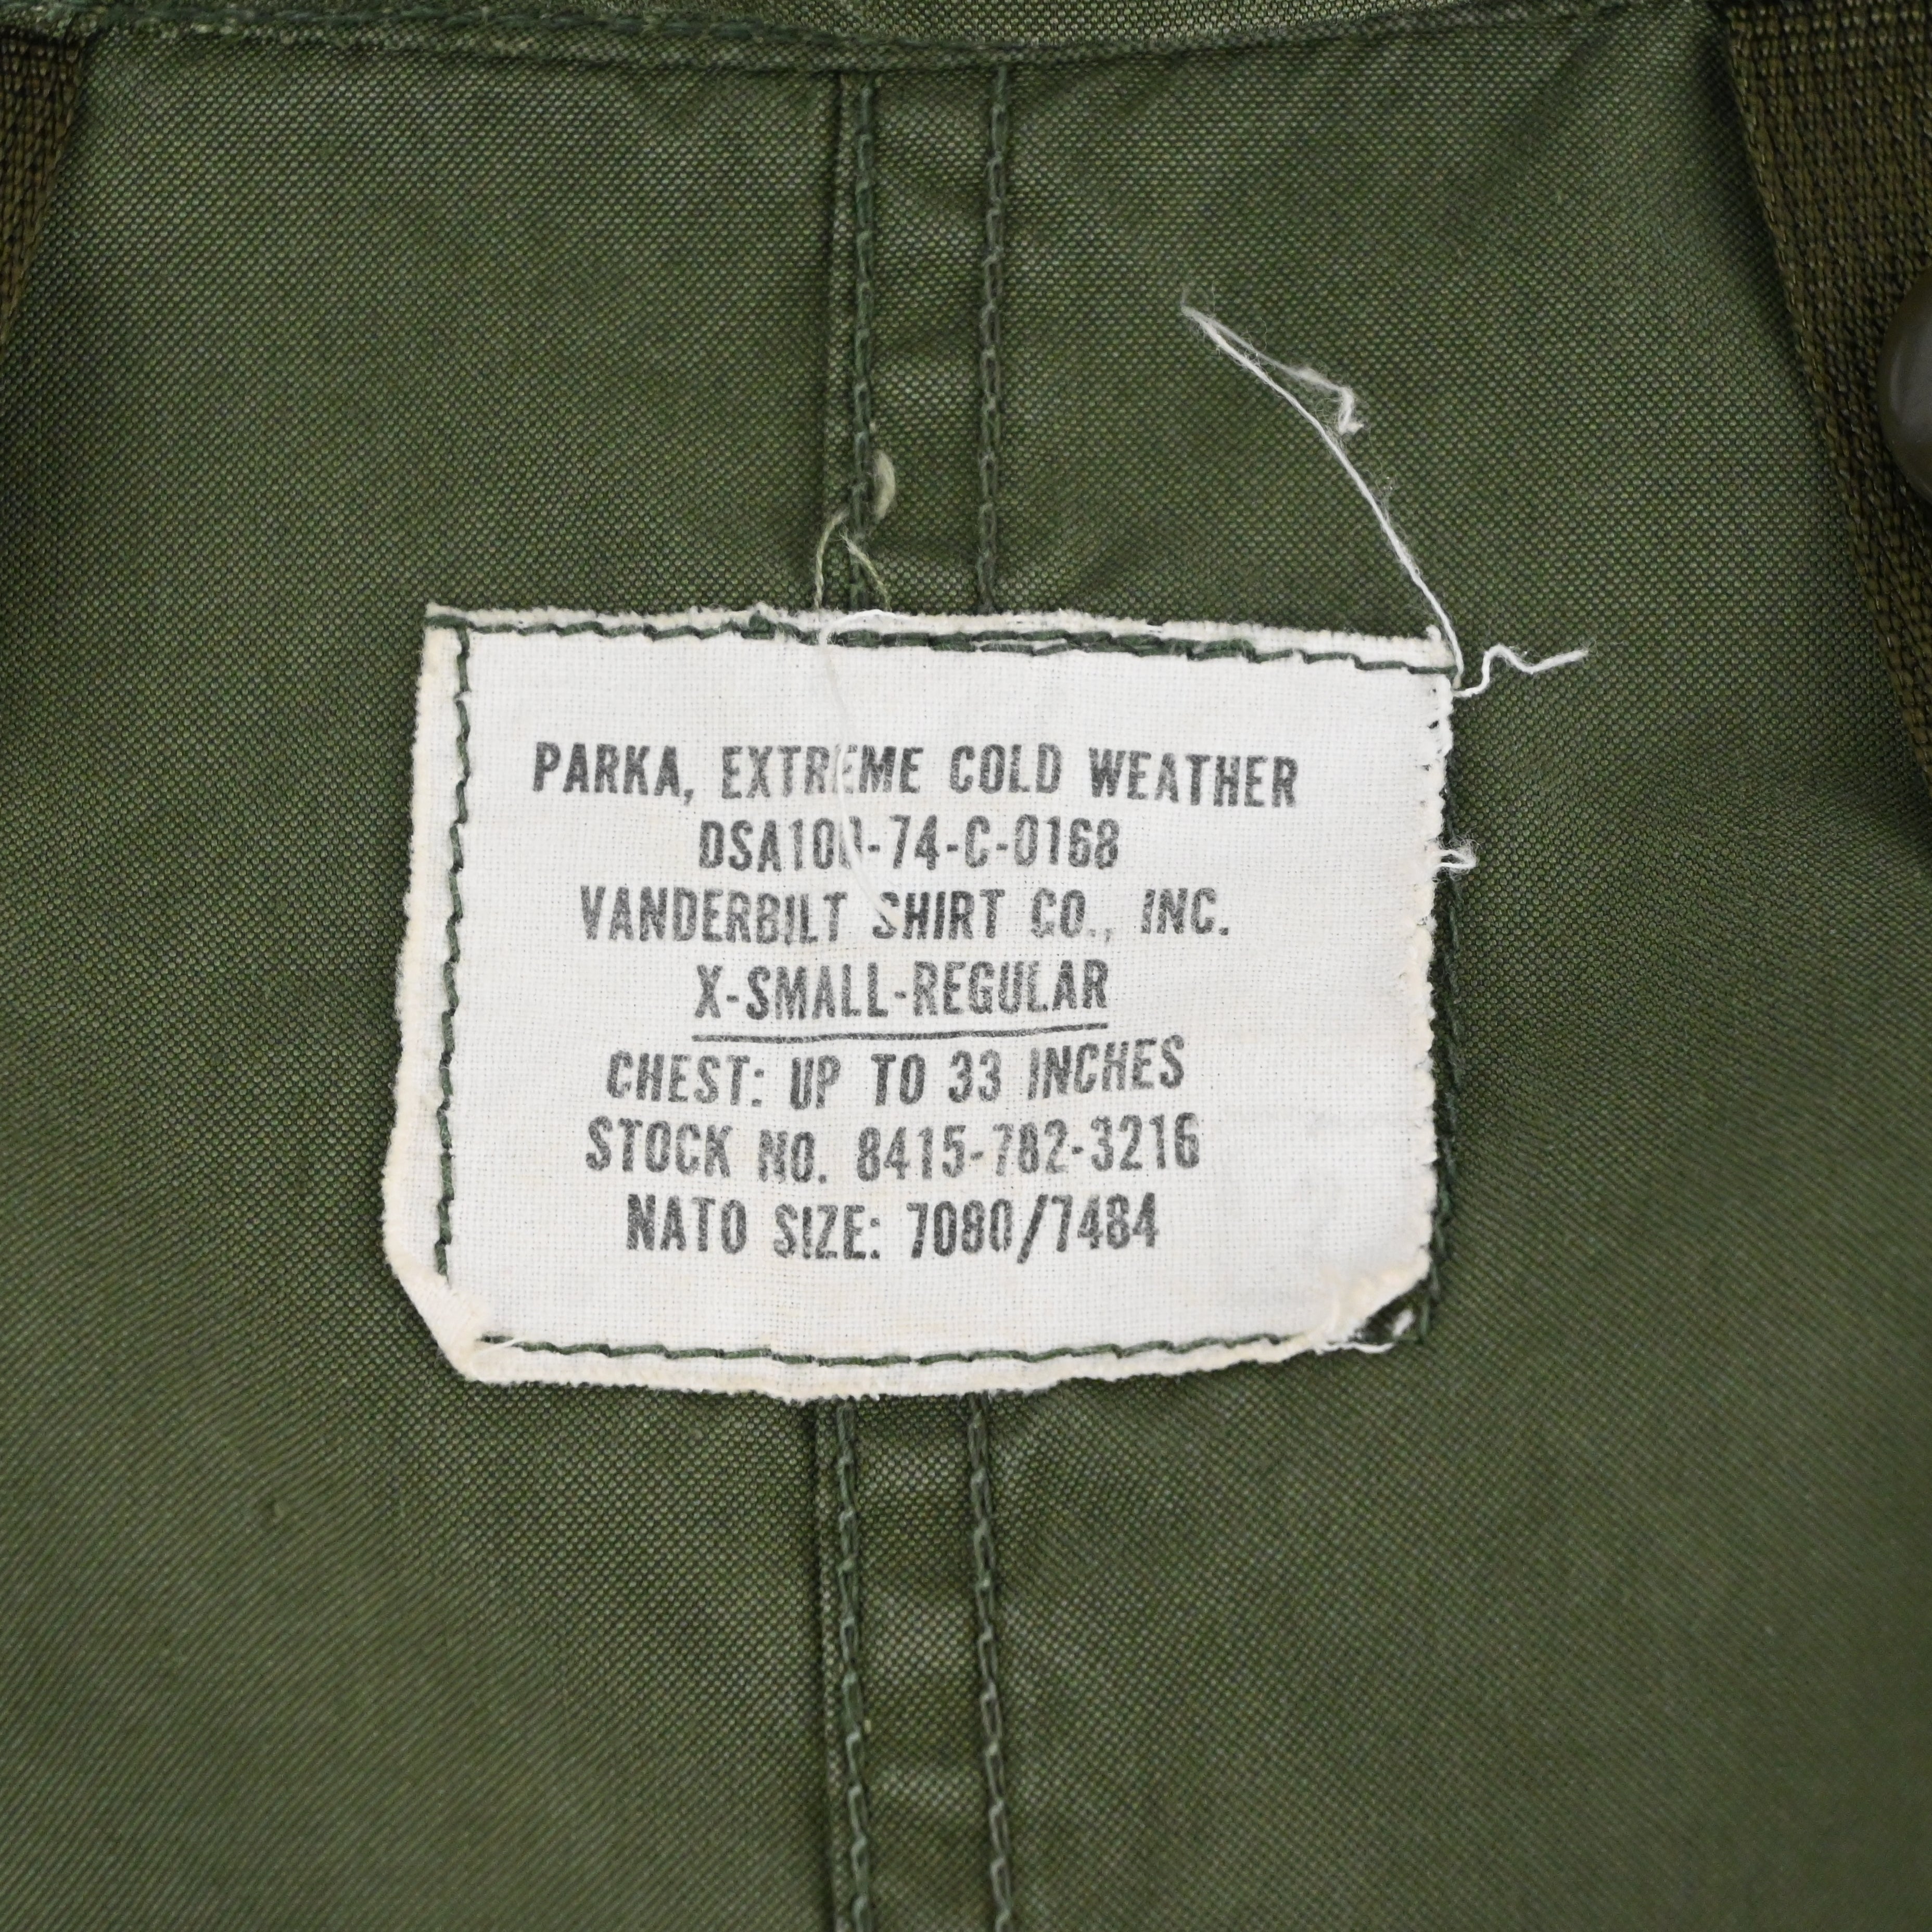 PARKA, EXTREME COLD WEATHER
DSA100-74-C-0168
VANDERBILT SHIRT CO., INC.
X-SMALL-REGULAR
CHEST: UP TO 33 INCHES
STOCK NO. 8415-782-3216
NATO SIZE: 7080/7484